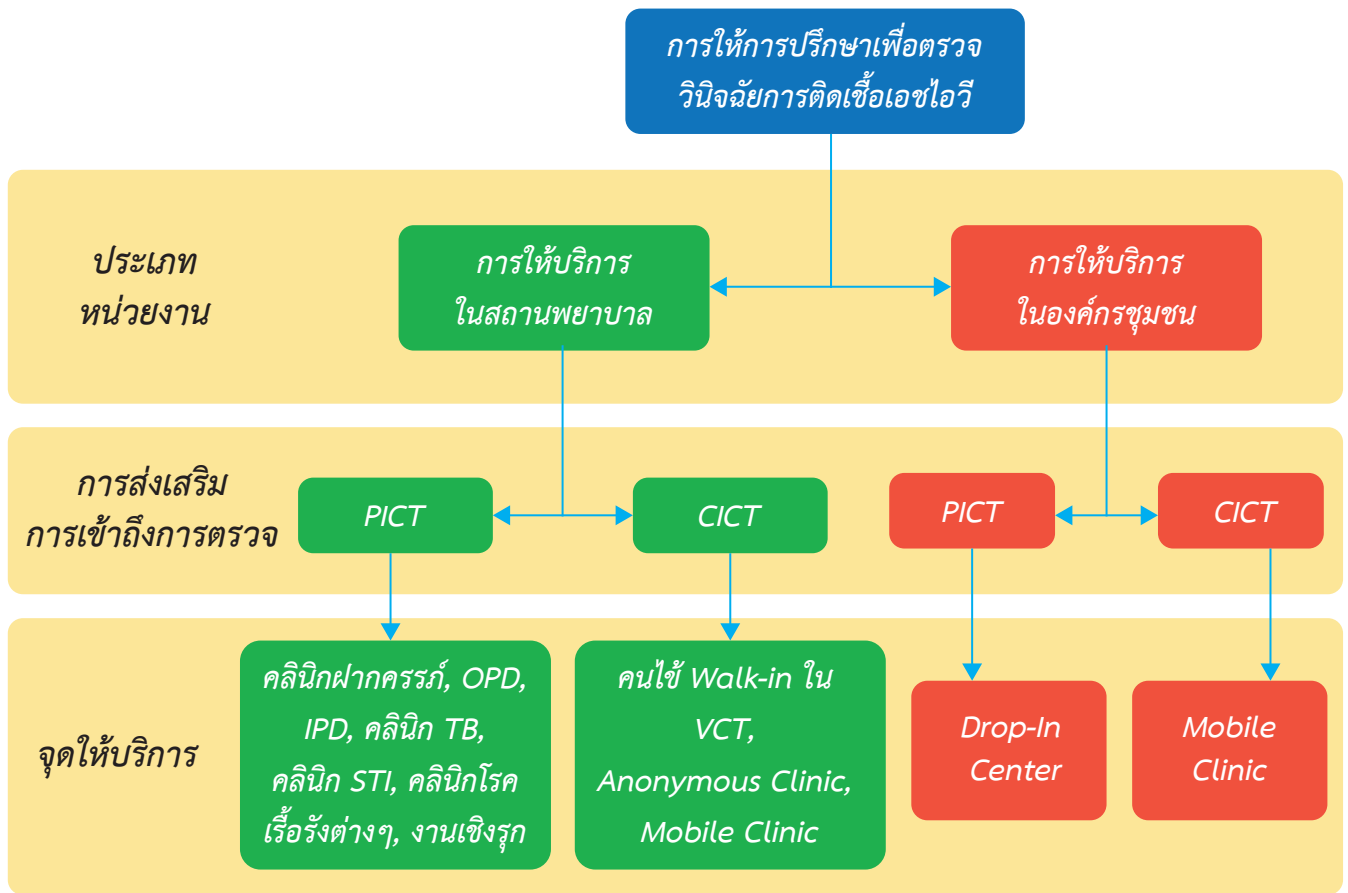 การให้การปรึกษาเพื่อตรวจ
วินิจฉัยการติดเชื้อเอชไอวี
ประเภท
หน่วยงาน
การให้บริการ
ในสถานพยาบาล
การให้บริการ
ในองค์กรชุมชน
การส่งเสริม
การเข้าถึงการตรวจ
PICT
CICT
PICT
CICT
จุดให้บริการ
คลินิกฝากครรภ์, OPD,
IPD, คลินิก TB,
คลินิก STI, คลินิกโรค
เรื้อรังต่างๆ, งานเชิงรุก
คนไข้ Walk-in ใน
VCT,
Anonymous Clinic,
Mobile Clinic
Drop-In
Center
Mobile
Clinic